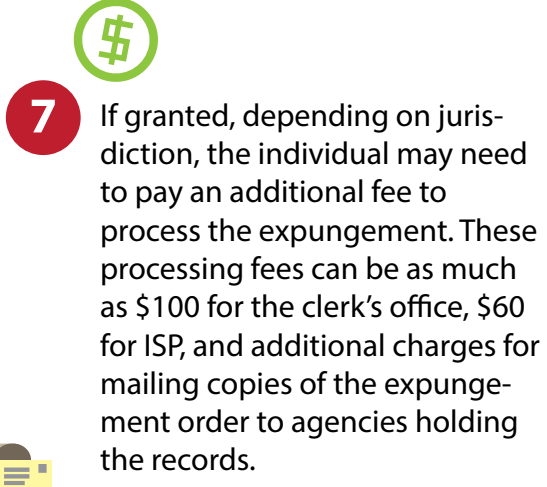 $
7
If granted, depending on juris-
diction, the individual may need
to pay an additional fee to
process the expungement. These
processing fees can be as much
as $100 for the clerk’s office, $60
for ISP, and additional charges for
mailing copies of the expunge-
ment order to agencies holding
the records.